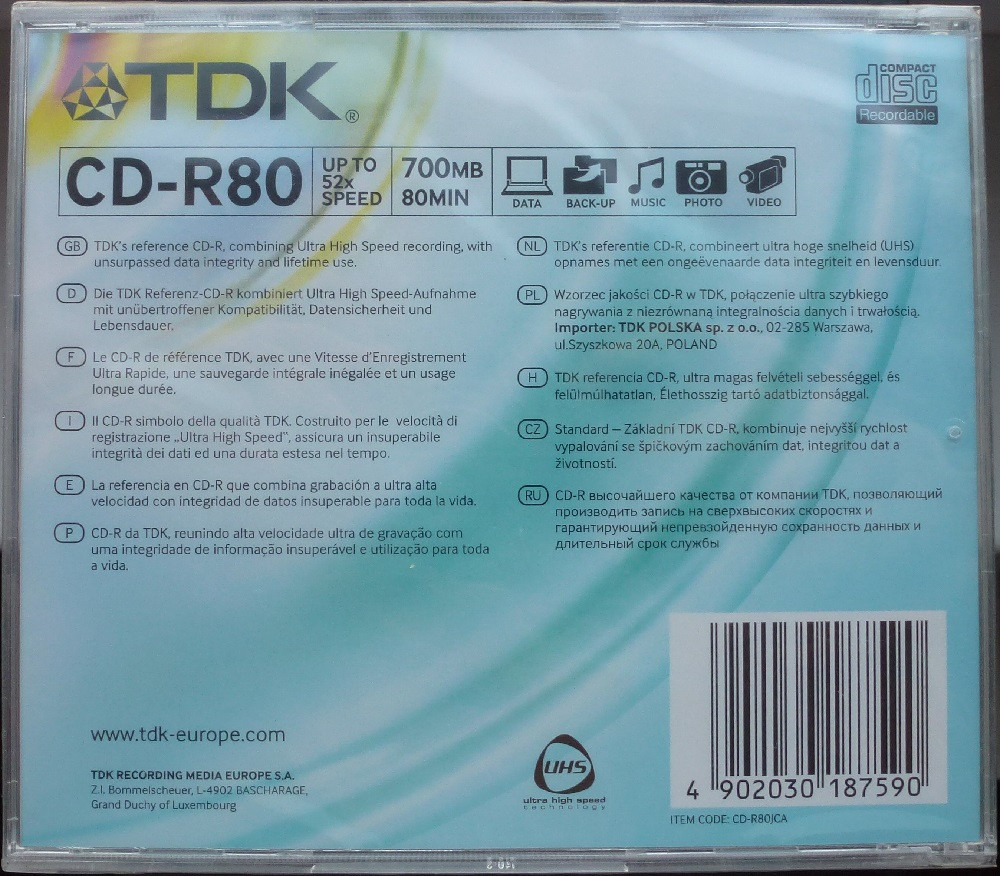 TDK®
COMPACT
disc
Recordable
CD-R80
UP TO
52x
SPEED
700MB
80MIN
DATA
BACK-UP
MUSIC
PHOTO
VIDEO
GB TDK's reference CD-R, combining Ultra High Speed recording, with
unsurpassed data integrity and lifetime use.
D Die TDK Referenz-CD-R kombiniert Ultra High Speed-Aufnahme
mit unübertroffener Kompatibilität, Datensicherheit und
Lebensdauer.
F Le CD-R de référence TDK, avec une Vitesse d'Enregistrement
Ultra Rapide, une sauvegarde intégrale inégalée et un usage
longue durée.
I Il CD-R simbolo della qualità TDK. Costruito per le velocità di
registrazione „Ultra High Speed”, assicura un insuperabile
integrità dei dati ed una durata estesa nel tempo.
E La referencia en CD-R que combina grabación a ultra alta
velocidad con integridad de datos insuperable para toda la vida.
P CD-R da TDK, reunindo alta velocidade ultra de gravação com
uma integridade de informação insuperável e utilização para toda
a vida.
NL TDK's referentie CD-R, combineert ultra hoge snelheid (UHS)
opnames met een ongeëvenaarde data integriteit en levensduur.
PL Wzorzec jakości CD-R w TDK, połączenie ultra szybkiego
nagrywania z niezrównaną integralnościa danych i trwałością.
Importer: TDK POLSKA sp. z o.o., 02-285 Warszawa,
ul.Szyszkowa 20A, POLAND
H TDK referencia CD-R, ultra magas felvételi sebességgel, és
felülmúlhatatlan, Élethosszig tartó adatbiztonsággal.
CZ Standard – Základní TDK CD-R, kombinuje nejvyšší rychlost
vypalování se špičkovým zachováním dat, integritou dat a
životností.
RU CD-R высочайшего качества от компании TDK, позволяющий
производить запись на сверхвысоких скоростях и
гарантирующий непревзойденную сохранность данных и
длительный срок службы
www.tdk-europe.com
TDK RECORDING MEDIA EUROPE S.A.
Z.I. Bommelscheuer, L-4902 BASCHARAGE,
Grand Duchy of Luxembourg
UHS
ultra high speed
technology
4 902030 187590
ITEM CODE: CD-R80JCA